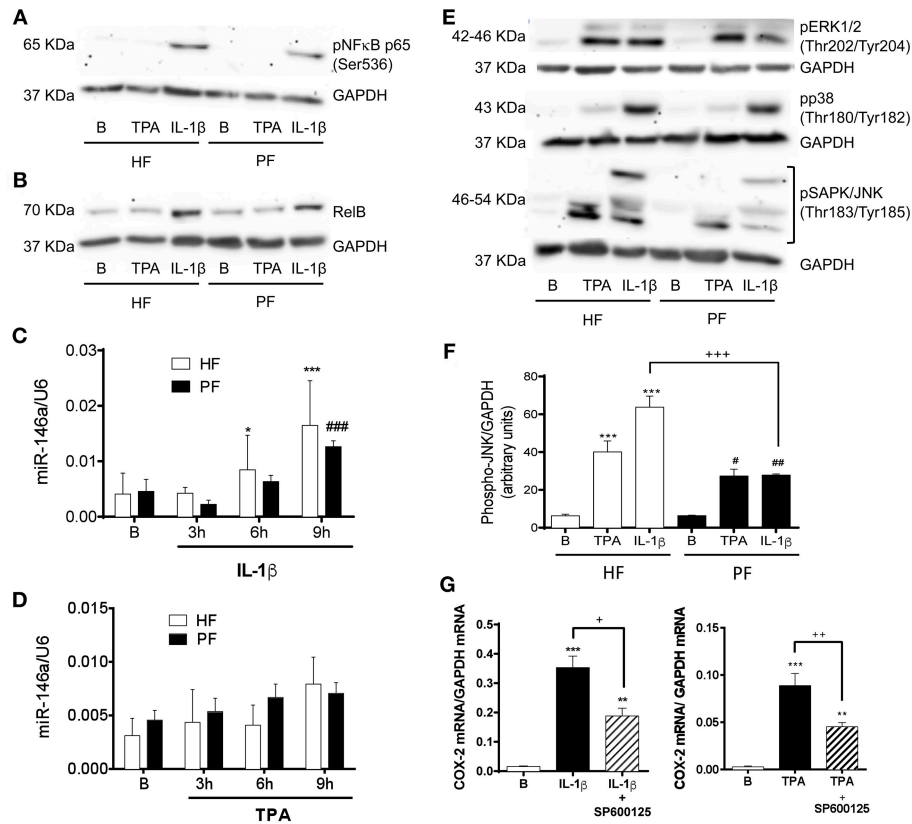 A
65 KDa
pNFκB p65
(Ser536)
37 KDa
GAPDH
B TPA IL-1β B TPA IL-1β
HF PF
B
70 KDa
RelB
37 KDa
GAPDH
B TPA IL-1β B TPA IL-1β
HF PF
C
miR-146a/U6
0.03
0.02
0.01
0.00
HF
PF
*
***
###
B 3h 6h 9h
IL-1β
D
miR-146a/U6
0.015
0.010
0.005
0.000
HF
PF
B 3h 6h 9h
TPA
E
42-46 KDa
pERK1/2
(Thr202/Tyr204)
37 KDa
GAPDH
43 KDa
pp38
(Thr180/Tyr182)
37 KDa
GAPDH
46-54 KDa
pSAPK/JNK
(Thr183/Tyr185)
37 KDa
GAPDH
B TPA IL-1β B TPA IL-1β
HF PF
F
Phospho-JNK/GAPDH
(arbitrary units)
80
60
40
20
0
+++
***
***
#
##
B TPA IL-1β B TPA IL-1β
HF PF
G
COX-2 mRNA/GAPDH mRNA
0.5
0.4
0.3
0.2
0.1
0.0
+
***
**
B IL-1β IL-1β
+
SP600125
COX-2 mRNA/ GAPDH mRNA
0.15
0.10
0.05
0.00
++
***
**
B TPA TPA
+
SP600125